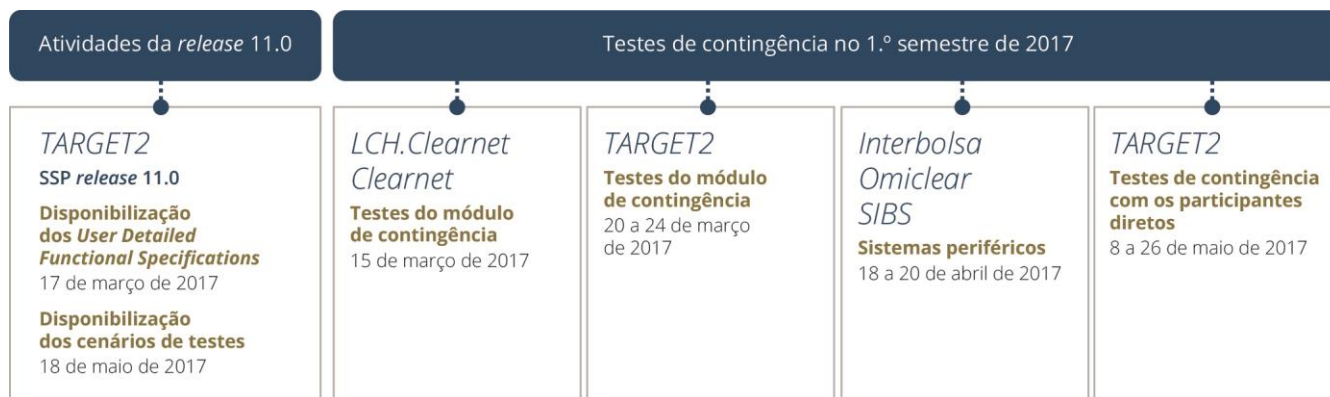 Atividades da release 11.0
Testes de contingência no 1.º semestre de 2017
TARGET2
SSP release 11.0
Disponibilização
dos User Detailed
Functional Specifications
17 de março de 2017
Disponibilização
dos cenários de testes
18 de maio de 2017
LCH.Clearnet
Clearnet
Testes do módulo
de contingência
15 de março de 2017
TARGET2
Testes do módulo
de contingência
20 a 24 de março
de 2017
Interbolsa
Omiclear
SIBS
Sistemas periféricos
18 a 20 de abril de 2017
TARGET2
Testes de contingência
com os participantes
diretos
8 a 26 de maio de 2017